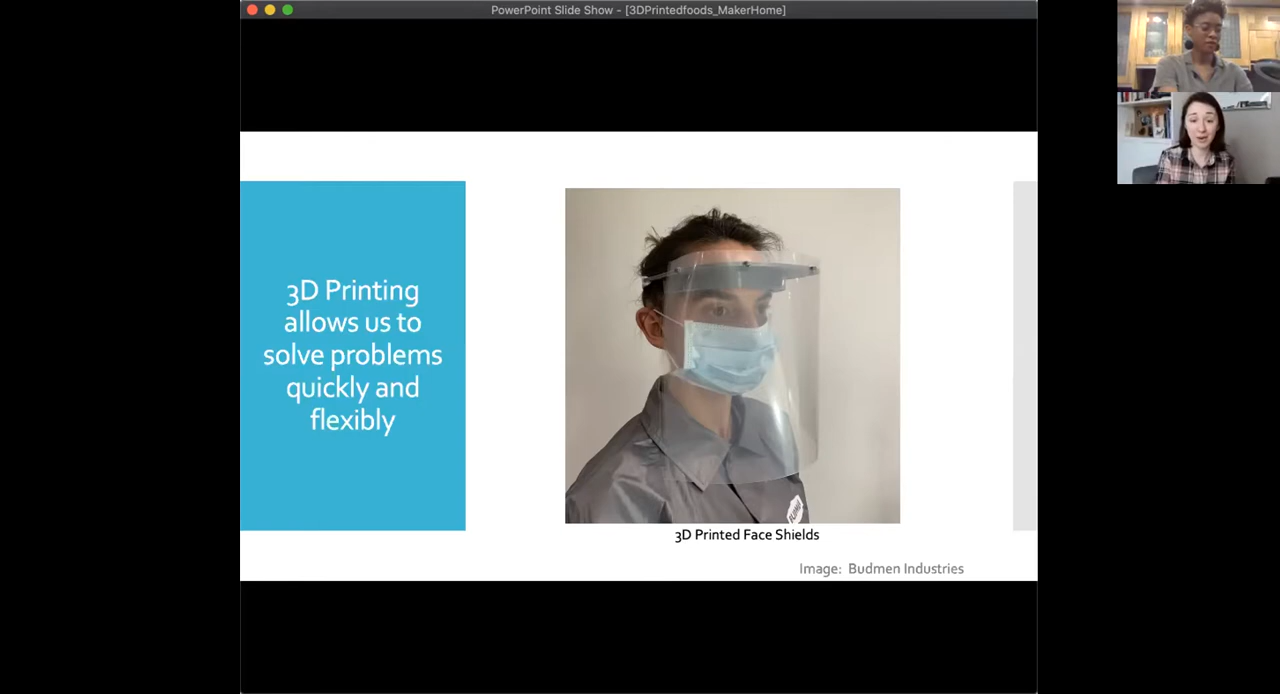 PowerPoint Slide Show - [3DPrintedfoods_MakerHome]
3D Printing
allows us to
solve problems
quickly and
flexibly
3D Printed Face Shields
Image: Budmen Industries